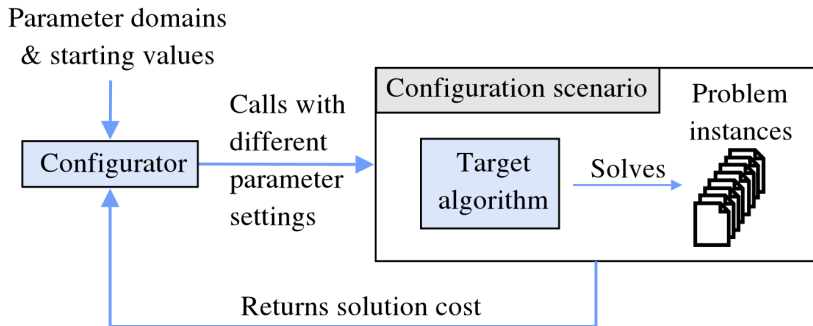 Parameter domains
& starting values
Configurator
Calls with
different
parameter
settings
Configuration scenario
Target
algorithm
Solves
Problem
instances
Returns solution cost